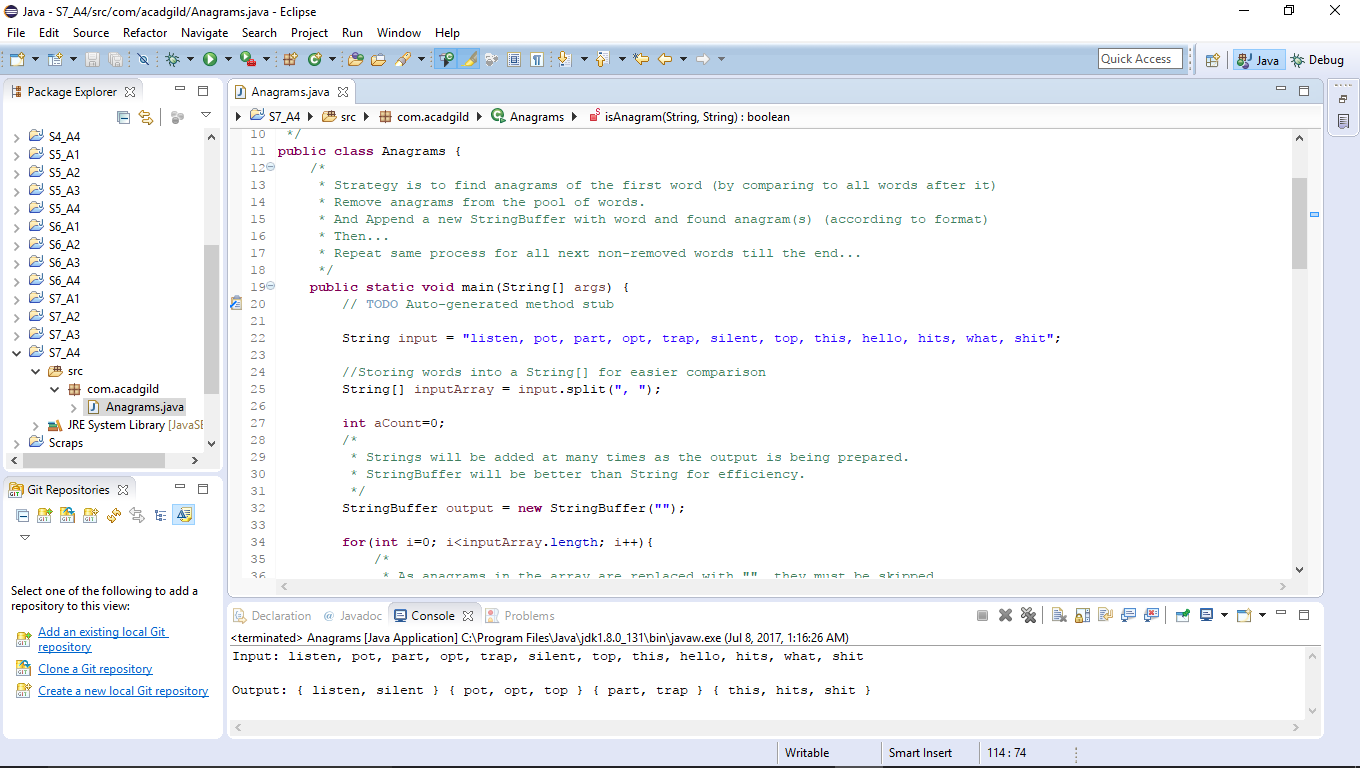 Java - S7_A4/src/com/acadgild/Anagrams.java - Eclipse
File Edit Source Refactor Navigate Search Project Run Window Help
Quick Access Java Debug
Package Explorer
S4_A4
S5_A1
S5_A2
S5_A3
S5_A4
S6_A1
S6_A2
S6_A3
S6_A4
S7_A1
S7_A2
S7_A3
S7_A4
src
com.acadgild
Anagrams.java
JRE System Library [JavaSE
Scraps
Git Repositories
Select one of the following to add a
repository to this view:
Add an existing local Git
repository
Clone a Git repository
Create a new local Git repository
Anagrams.java
S7_A4 src com.acadgild Anagrams isAnagram(String, String) : boolean
10 */
11 public class Anagrams {
12 /*
13 * Strategy is to find anagrams of the first word (by comparing to all words after it)
14 * Remove anagrams from the pool of words.
15 * And Append a new StringBuffer with word and found anagram(s) (according to format)
16 * Then...
17 * Repeat same process for all next non-removed words till the end...
18 */
19 public static void main(String[] args) {
20 // TODO Auto-generated method stub
21
22 String input = "listen, pot, part, opt, trap, silent, top, this, hello, hits, what, shit";
23
24 //Storing words into a String[] for easier comparison
25 String[] inputArray = input.split(", ");
26
27 int aCount=0;
28 /*
29 * Strings will be added at many times as the output is being prepared.
30 * StringBuffer will be better than String for efficiency.
31 */
32 StringBuffer output = new StringBuffer("");
33
34 for(int i=0; i<inputArray.length; i++){
35 /*
36 * As anagrams in the array are replaced with "" they must be skipped
Declaration @ Javadoc Console Problems
<terminated> Anagrams [Java Application] C:\Program Files\Java\jdk1.8.0_131\bin\javaw.exe (Jul 8, 2017, 1:16:26 AM)
Input: listen, pot, part, opt, trap, silent, top, this, hello, hits, what, shit
Output: { listen, silent } { pot, opt, top } { part, trap } { this, hits, shit }
Writable Smart Insert 114 : 74